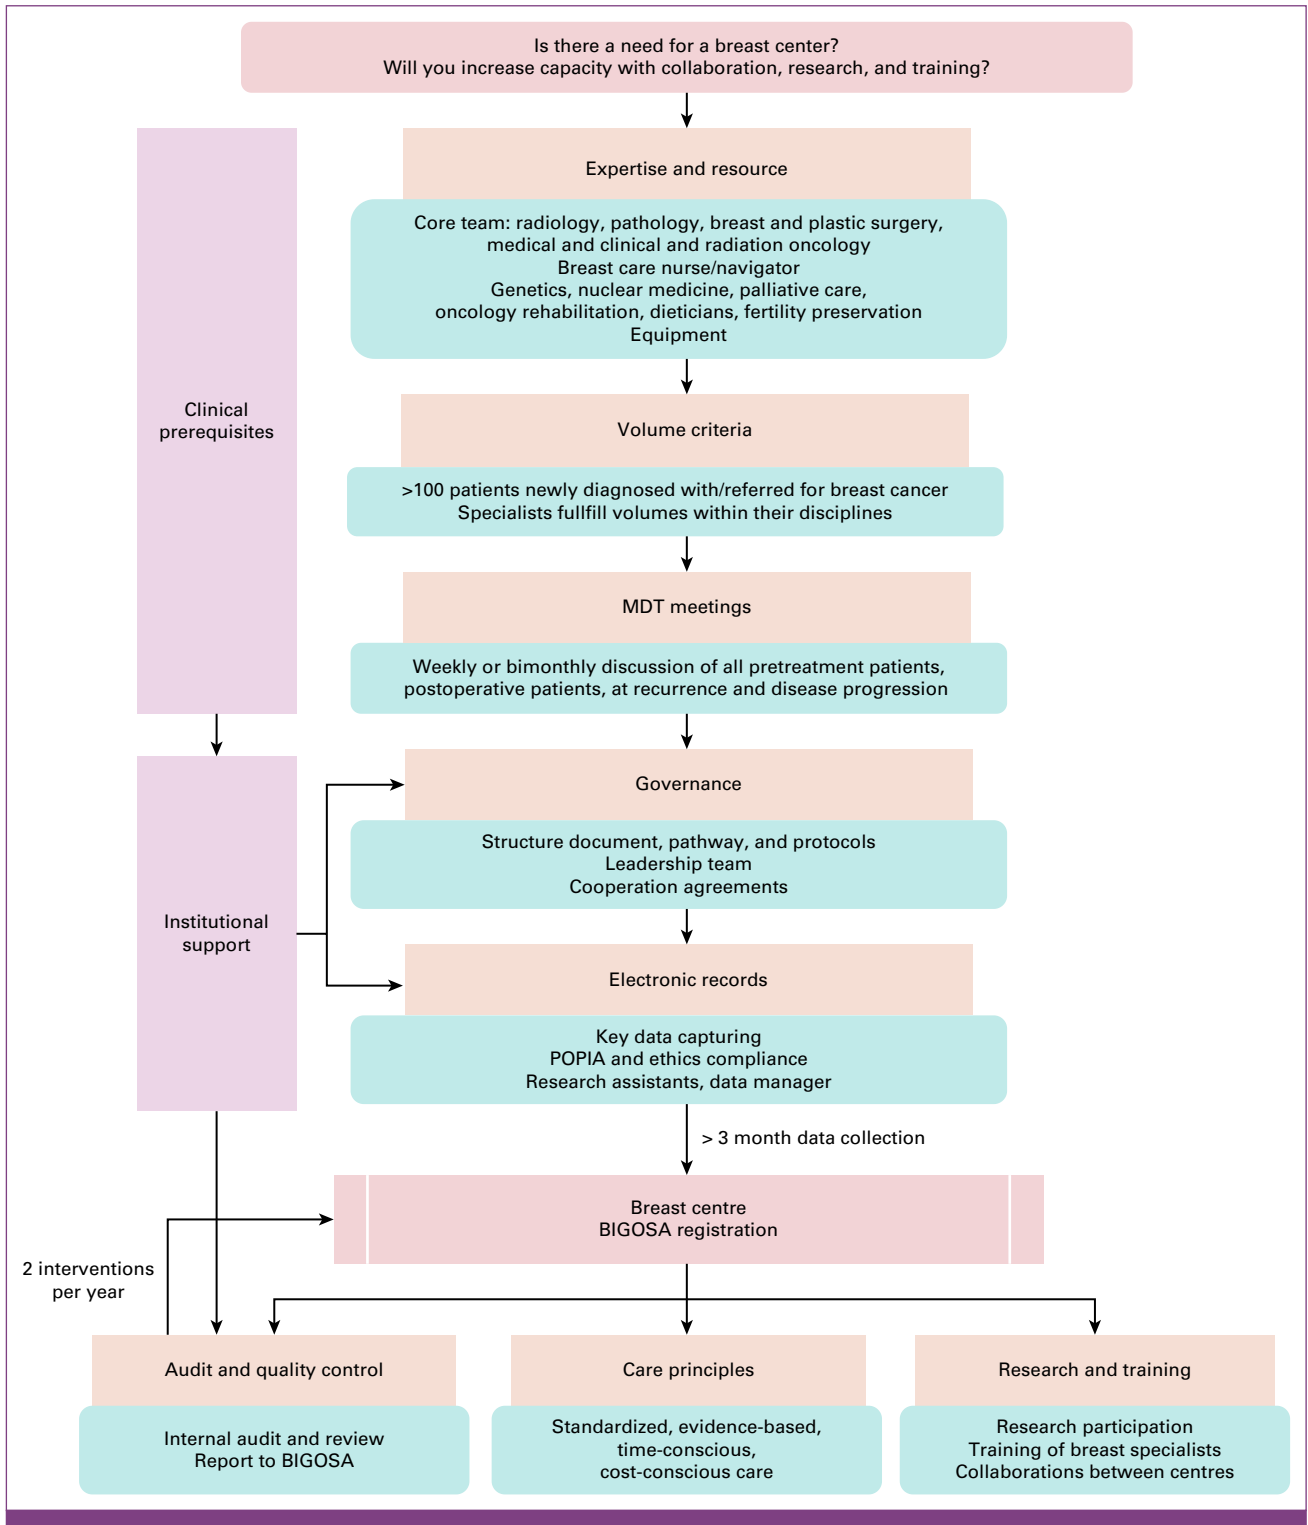 Is there a need for a breast center?
Will you increase capacity with collaboration, research, and training?
Clinical
prerequisites
Expertise and resource
Core team: radiology, pathology, breast and plastic surgery,
medical and clinical and radiation oncology
Breast care nurse/navigator
Genetics, nuclear medicine, palliative care,
oncology rehabilitation, dieticians, fertility preservation
Equipment
Volume criteria
>100 patients newly diagnosed with/referred for breast cancer
Specialists fullfill volumes within their disciplines
MDT meetings
Weekly or bimonthly discussion of all pretreatment patients,
postoperative patients, at recurrence and disease progression
Institutional
support
Governance
Structure document, pathway, and protocols
Leadership team
Cooperation agreements
Electronic records
Key data capturing
POPIA and ethics compliance
Research assistants, data manager
> 3 month data collection
Breast centre
BIGOSA registration
2 interventions
per year
Audit and quality control
Internal audit and review
Report to BIGOSA
Care principles
Standardized, evidence-based,
time-conscious,
cost-conscious care
Research and training
Research participation
Training of breast specialists
Collaborations between centres